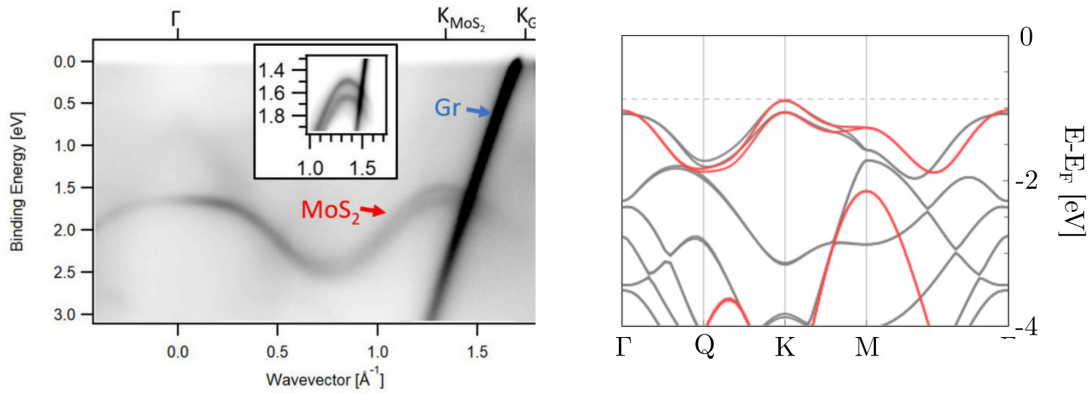 Γ K_MoS₂ K_G
0.0
0.5
1.0
1.5
2.0
2.5
3.0
Binding Energy [eV]
1.4
1.6
1.8
1.0 1.5
Gr
MoS₂
0.0 0.5 1.0 1.5
Wavevector [Å⁻¹]
0
-2
-4
E-E_F [eV]
Γ Q K M